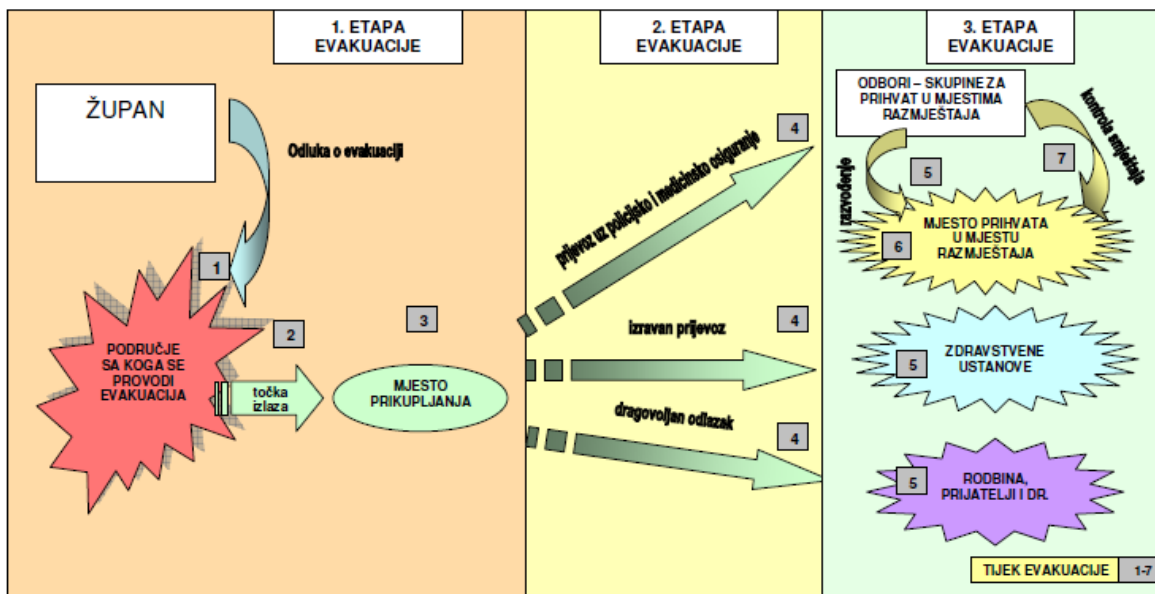 1. ETAPA
EVAKUACIJE
2. ETAPA
EVAKUACIJE
3. ETAPA
EVAKUACIJE
ŽUPAN
Odluka o evakuaciji
1
PODRUČJE
SA KOGA SE
PROVODI
EVAKUACIJA
2
točka
izlaza
3
MJESTO
PRIKUPLJANJA
prijevoz uz policijsko i medicinsko osiguranje
4
izravan prijevoz
4
dragovoljan odlazak
4
ODBORI – SKUPINE ZA
PRIHVAT U MJESTIMA
RAZMJEŠTAJA
razvođenje
5
7
kontrola smještaja
6
MJESTO PRIHVATA
U MJESTU
RAZMJEŠTAJA
5
ZDRAVSTVENE
USTANOVE
5
RODBINA,
PRIJATELJI I DR.
TIJEK EVAKUACIJE
1-7